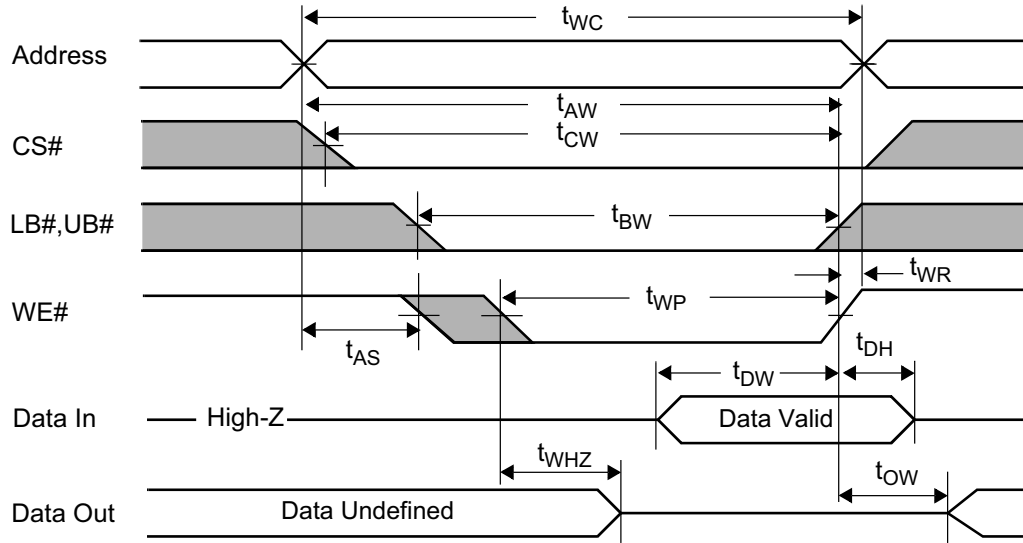 tWC
Address
tAW
tCW
CS#
LB#,UB#
tBW
tWR
WE#
tWP
tAS
tDH
tDW
Data In
High-Z
Data Valid
tWHZ
tOW
Data Out
Data Undefined